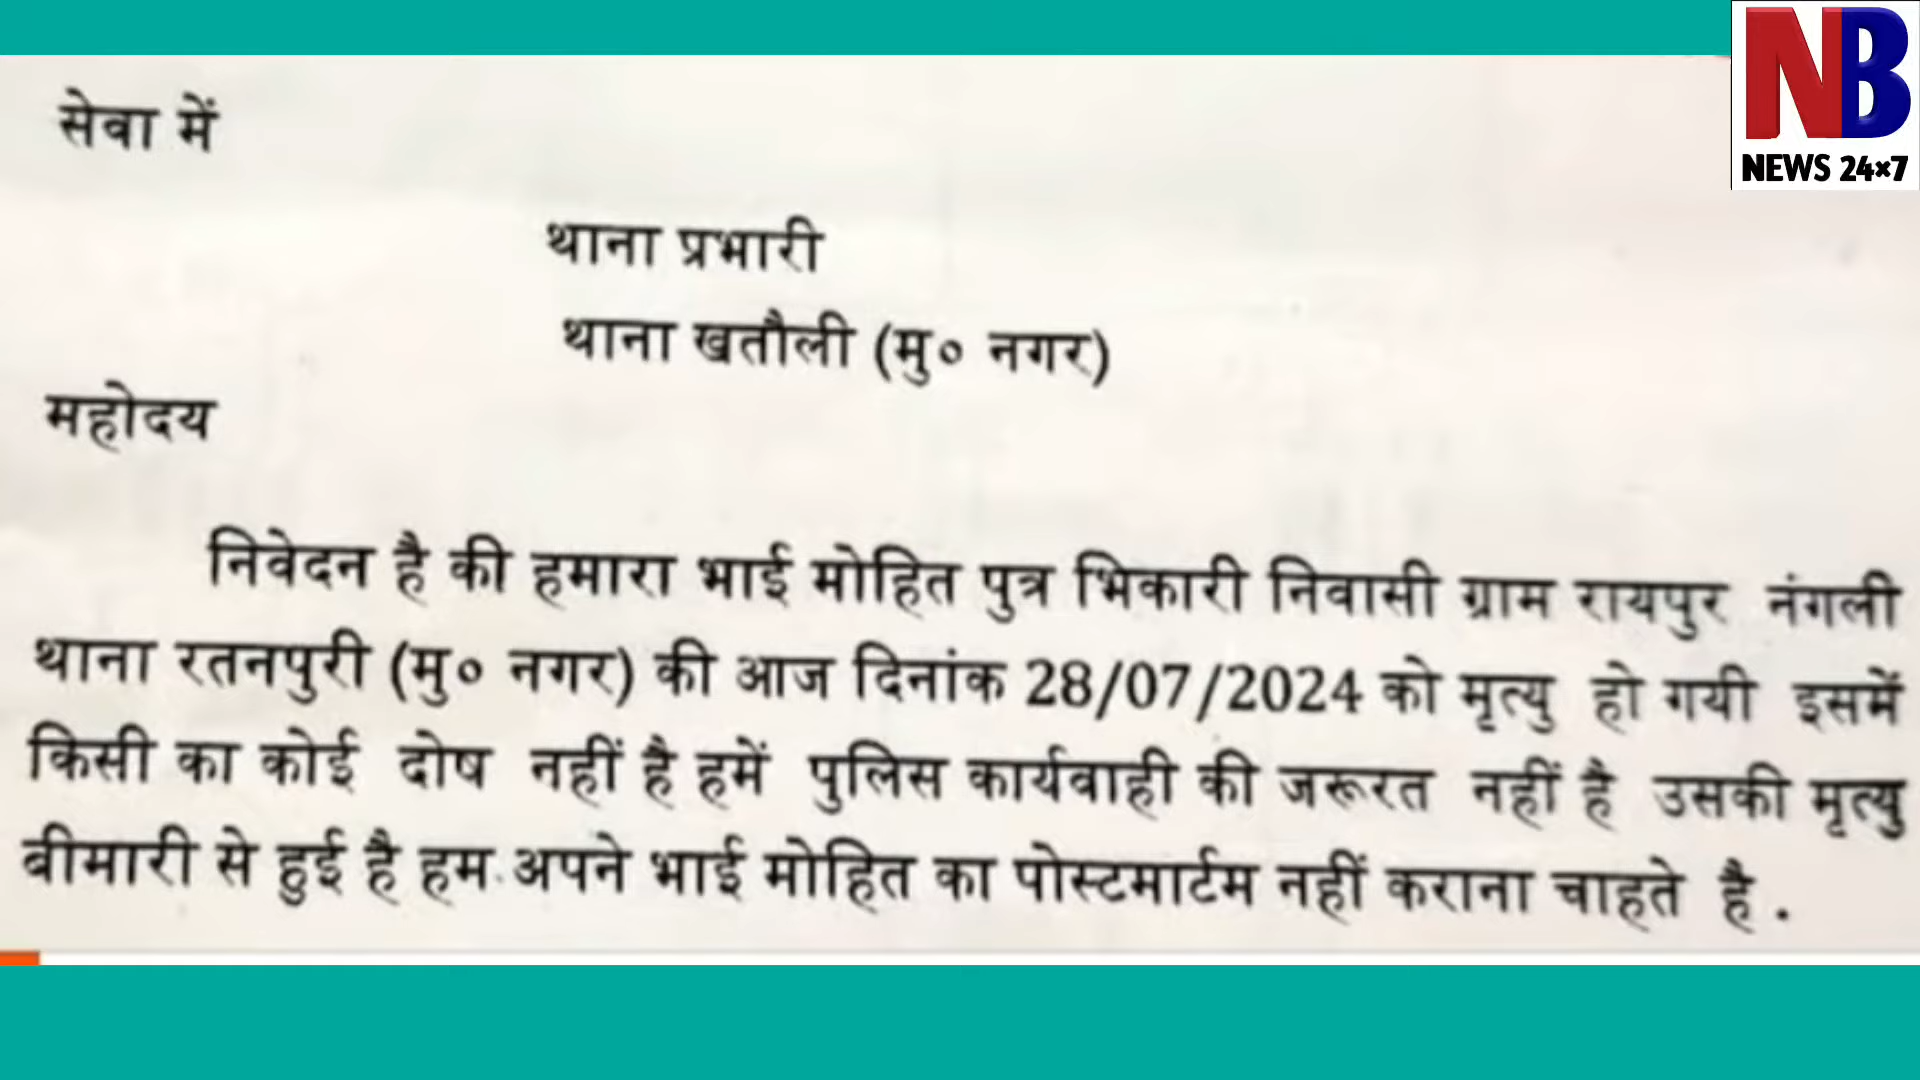 NB
NEWS 24×7
सेवा में
थाना प्रभारी
थाना खतौली (मु० नगर)
महोदय
निवेदन है की हमारा भाई मोहित पुत्र भिकारी निवासी ग्राम रायपुर नंगली
थाना रतनपुरी (मु० नगर) की आज दिनांक 28/07/2024 को मृत्यु हो गयी इसमें
किसी का कोई दोष नहीं है हमें पुलिस कार्यवाही की जरूरत नहीं है उसकी मृत्यु
बीमारी से हुई है हम अपने भाई मोहित का पोस्टमार्टम नहीं कराना चाहते है .